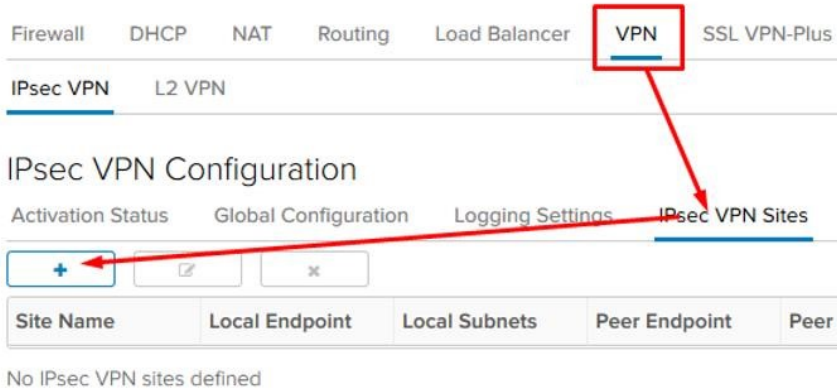 Firewall DHCP NAT Routing Load Balancer VPN SSL VPN-Plus
IPsec VPN L2 VPN
IPsec VPN Configuration
Activation Status Global Configuration Logging Settings IPsec VPN Sites
Site Name Local Endpoint Local Subnets Peer Endpoint Peer
No IPsec VPN sites defined